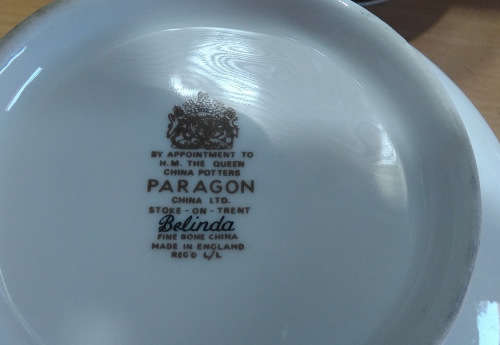 BY APPOINTMENT TO
H.M. THE QUEEN
CHINA POTTERS
PARAGON
CHINA LTD.
STOKE-ON-TRENT
Belinda
FINE BONE CHINA
MADE IN ENGLAND
REG'D L/L